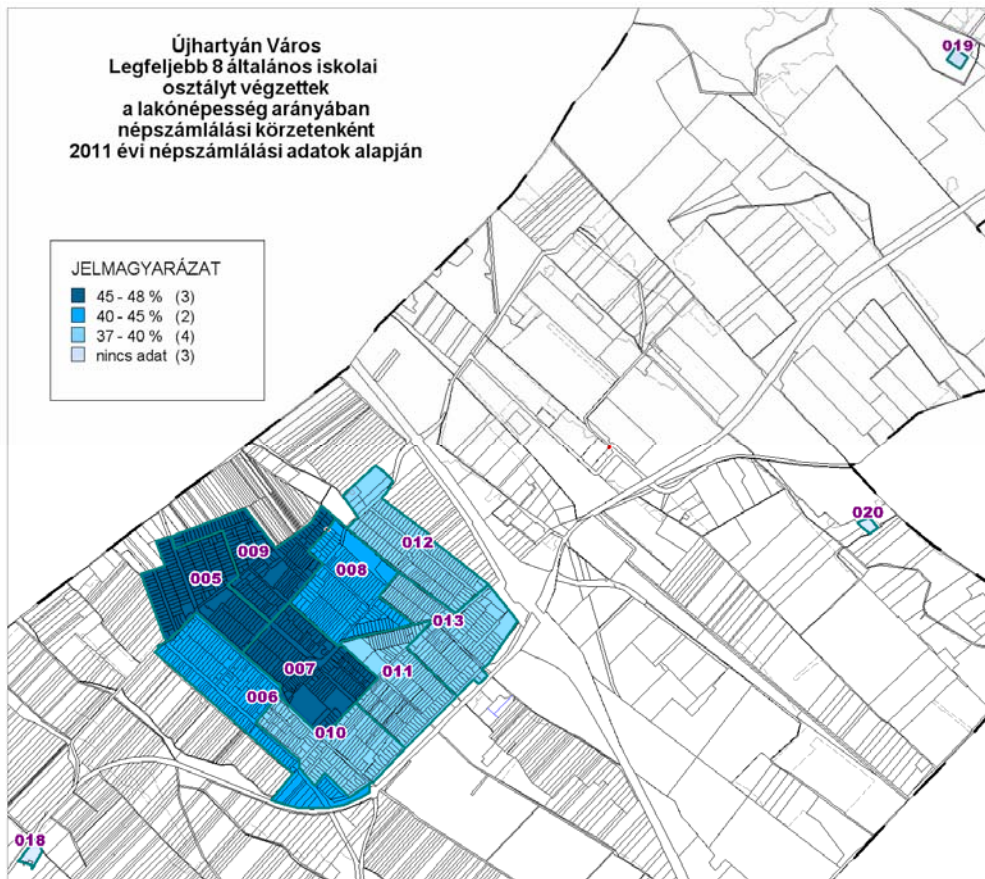 Újhartyán Város
Legfeljebb 8 általános iskolai
osztályt végzettek
a lakónépesség arányában
népszámlálási körzetenként
2011 évi népszámlálási adatok alapján
JELMAGYARÁZAT
45 - 48 % (3)
40 - 45 % (2)
37 - 40 % (4)
nincs adat (3)
019
020
012
009
008
005
013
007
011
006
010
018